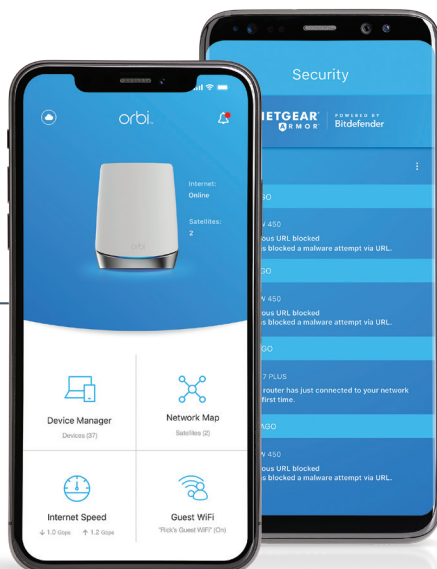 orbi
Internet:
Online
Satellites:
2
orbi
Device Manager
Devices (37)
Network Map
Satellites (2)
Internet Speed
↓ 1.0 Gbps ↑ 1.2 Gbps
Guest WiFi
"Rick's Guest WiFi" (On)
Security
NETGEAR
ARMOR
POWERED BY
Bitdefender
GO
W 450
ous URL blocked
s blocked a malware attempt via URL.
GO
W 450
ous URL blocked
s blocked a malware attempt via URL.
GO
7 PLUS
router has just connected to your network
first time.
AGO
W 450
ous URL blocked
s blocked a malware attempt via URL.